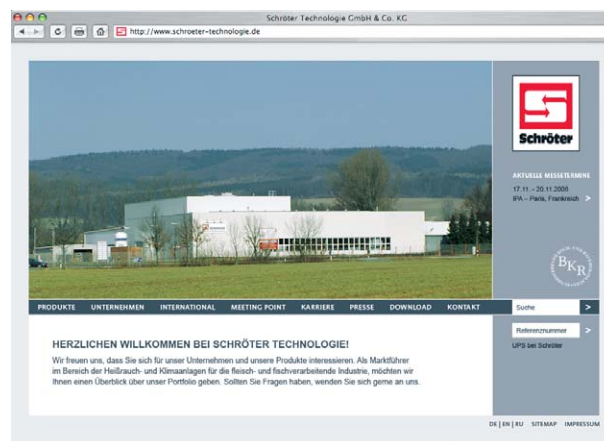 Schröter Technologie GmbH & Co. KG
http://www.schroeter-technologie.de
Schröter
AKTUELLE MESSETERMINE
17.11. - 20.11.2008
IPA – Paris, Frankreich >
BKR
PRODUKTE UNTERNEHMEN INTERNATIONAL MEETING POINT KARRIERE PRESSE DOWNLOAD KONTAKT
Suche >
Referenznummer >
UPS bei Schröter
HERZLICHEN WILLKOMMEN BEI SCHRÖTER TECHNOLOGIE!
Wir freuen uns, dass Sie sich für unser Unternehmen und unsere Produkte interessieren. Als Marktführer
im Bereich der Heißrauch- und Klimaanlagen für die fleisch- und fischverarbeitende Industrie, möchten wir
Ihnen einen Überblick über unser Portfolio geben. Sollten Sie Fragen haben, wenden Sie sich gerne an uns.
DE | EN | RU SITEMAP IMPRESSUM